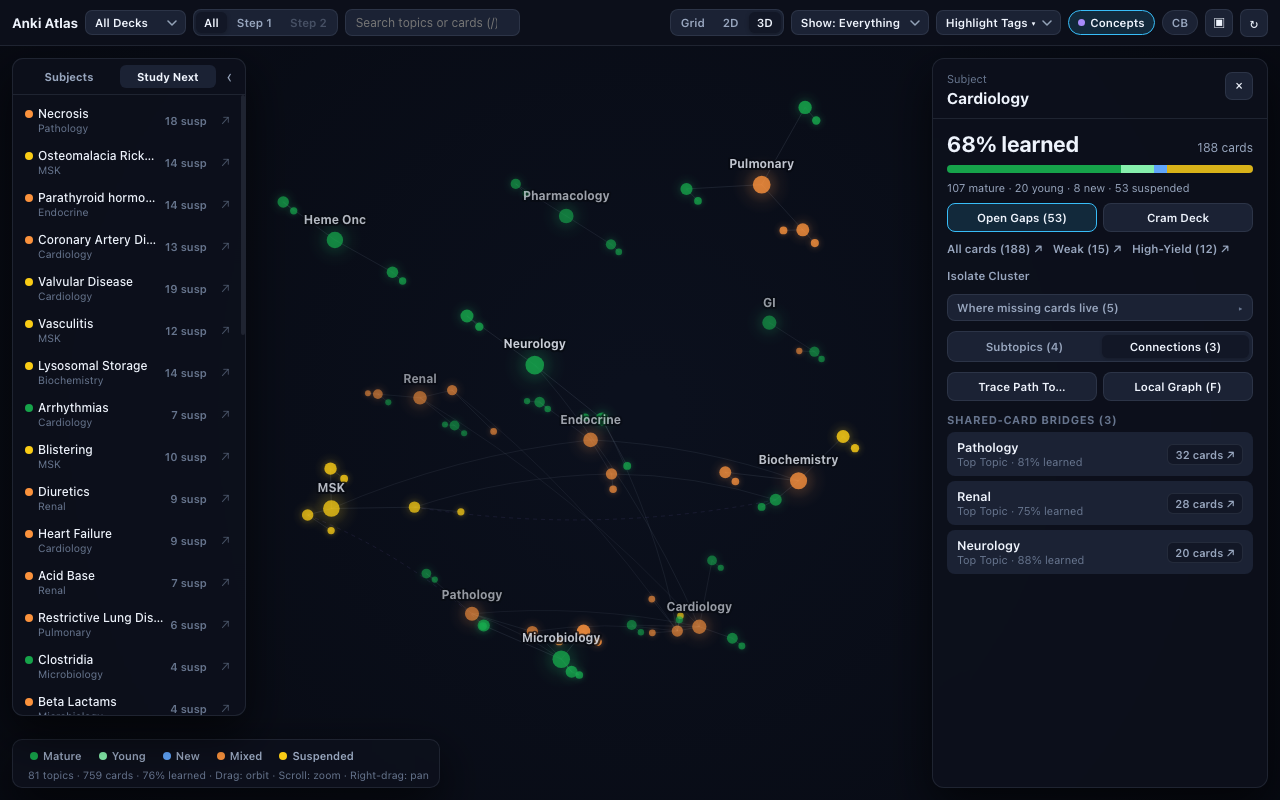 Anki Atlas
All Decks
All
Step 1
Step 2
Search topics or cards (/)
Grid
2D
3D
Show: Everything
Highlight Tags
Concepts
CB
Subjects
Study Next
Necrosis
Pathology
18 susp
Osteomalacia Rick...
MSK
14 susp
Parathyroid hormo...
Endocrine
14 susp
Coronary Artery Di...
Cardiology
13 susp
Valvular Disease
Cardiology
19 susp
Vasculitis
MSK
12 susp
Lysosomal Storage
Biochemistry
14 susp
Arrhythmias
Cardiology
7 susp
Blistering
MSK
10 susp
Diuretics
Renal
9 susp
Heart Failure
Cardiology
9 susp
Acid Base
Renal
7 susp
Restrictive Lung Dis...
Pulmonary
6 susp
Clostridia
Microbiology
4 susp
Beta Lactams
Microbiology
4 susp
Pulmonary
Pharmacology
Heme Onc
GI
Neurology
Renal
Endocrine
Biochemistry
MSK
Pathology
Cardiology
Microbiology
Mature
Young
New
Mixed
Suspended
81 topics · 759 cards · 76% learned · Drag: orbit · Scroll: zoom · Right-drag: pan
Subject
Cardiology
×
68% learned
188 cards
107 mature · 20 young · 8 new · 53 suspended
Open Gaps (53)
Cram Deck
All cards (188) ↗
Weak (15) ↗
High-Yield (12) ↗
Isolate Cluster
Where missing cards live (5)
Subtopics (4)
Connections (3)
Trace Path To...
Local Graph (F)
SHARED-CARD BRIDGES (3)
Pathology
Top Topic · 81% learned
32 cards ↗
Renal
Top Topic · 75% learned
28 cards ↗
Neurology
Top Topic · 88% learned
20 cards ↗